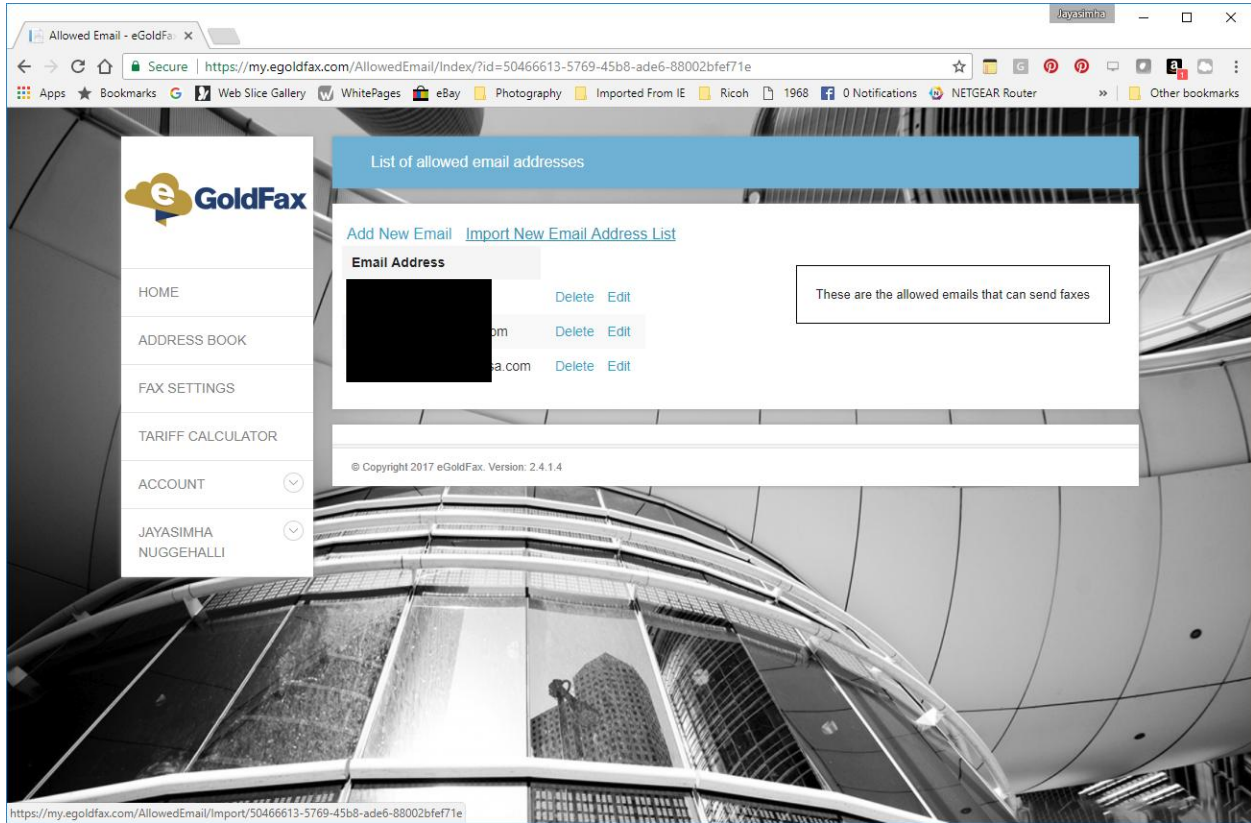 Jayasimha
Allowed Email - eGoldFa
Secure | https://my.egoldfax.com/AllowedEmail/Index/?id=50466613-5769-45b8-ade6-88002bfef71e
Apps Bookmarks Web Slice Gallery WhitePages eBay Photography Imported From IE Ricoh 1968 0 Notifications NETGEAR Router » Other bookmarks
List of allowed email addresses
e GoldFax
Add New Email Import New Email Address List
Email Address
Delete Edit
om Delete Edit
sa.com Delete Edit
These are the allowed emails that can send faxes
HOME
ADDRESS BOOK
FAX SETTINGS
TARIFF CALCULATOR
ACCOUNT
JAYASIMHA
NUGGEHALLI
© Copyright 2017 eGoldFax. Version: 2.4.1.4
https://my.egoldfax.com/AllowedEmail/Import/50466613-5769-45b8-ade6-88002bfef71e